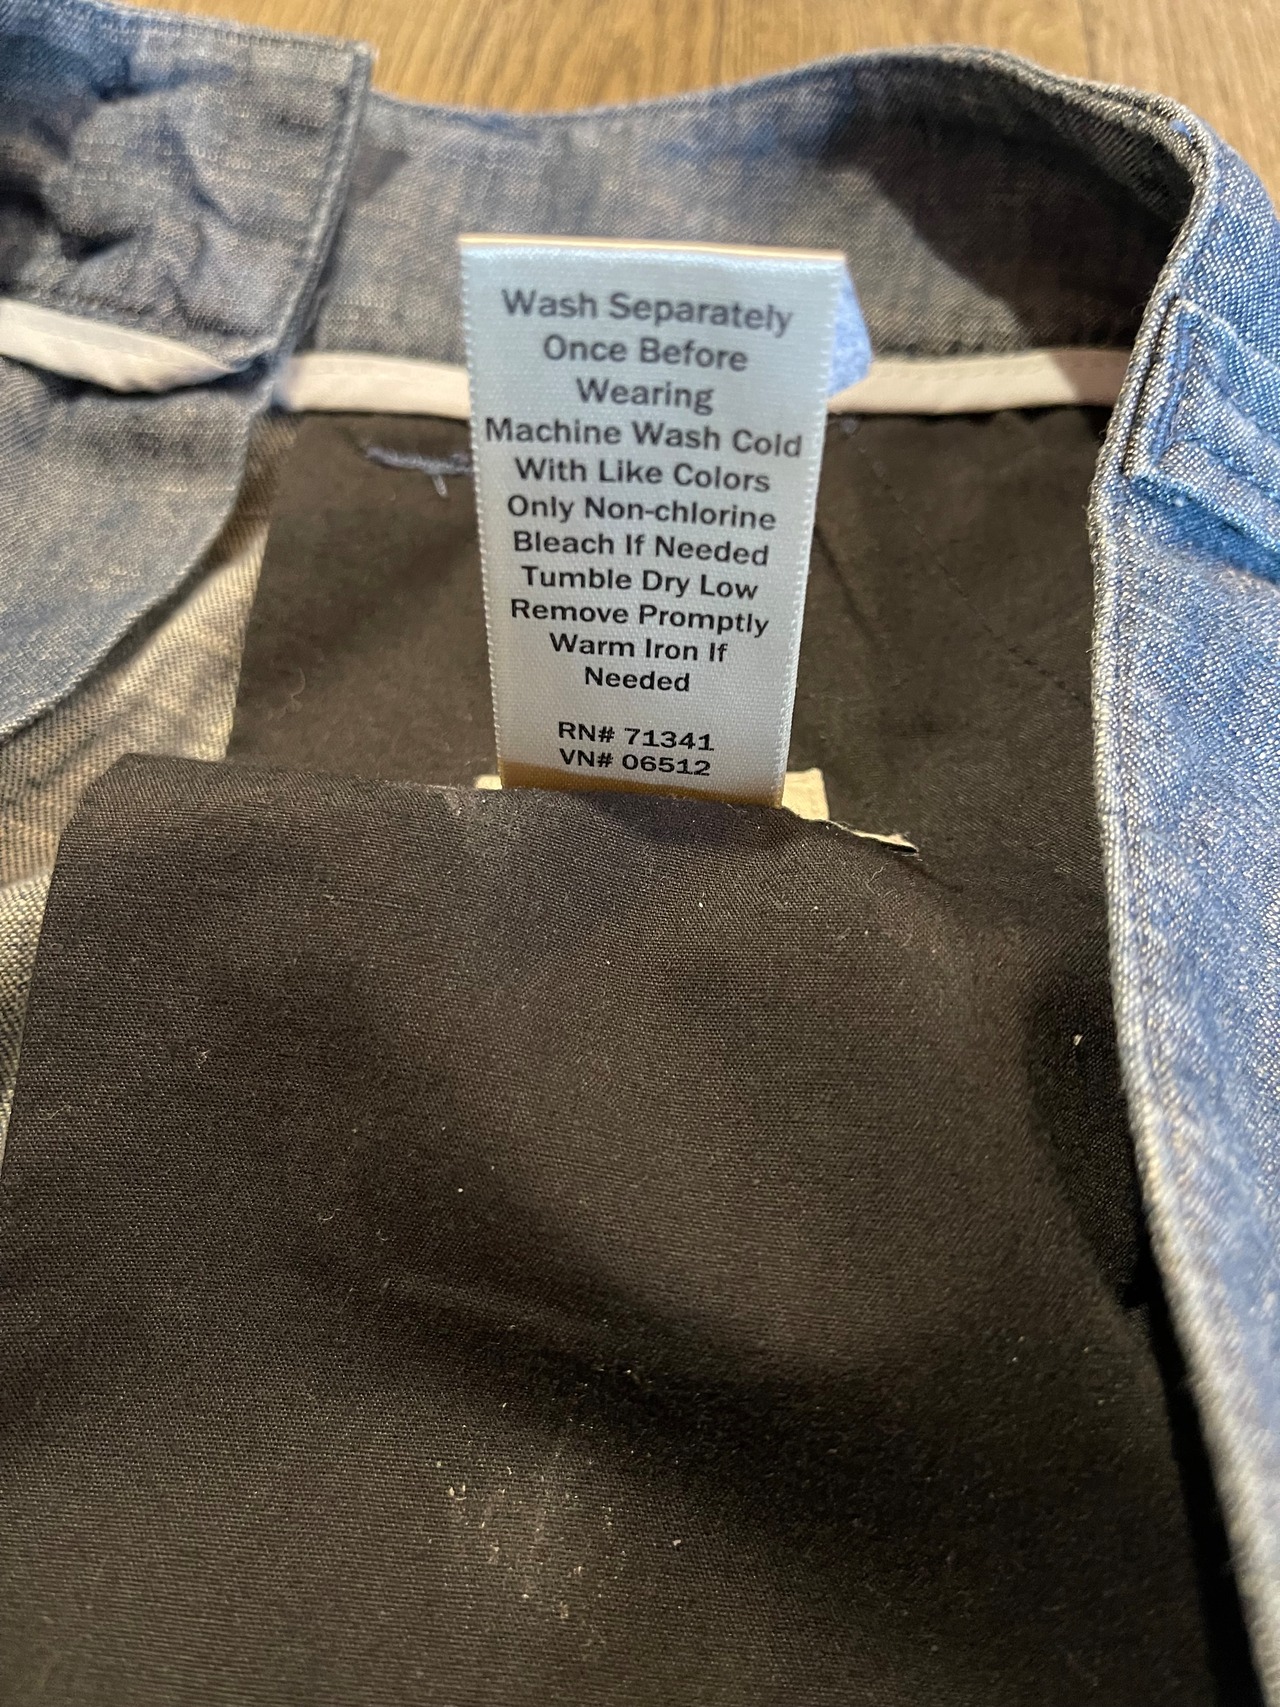 Wash Separately
Once Before
Wearing
Machine Wash Cold
With Like Colors
Only Non-chlorine
Bleach If Needed
Tumble Dry Low
Remove Promptly
Warm Iron If
Needed
RN# 71341
VN# 06512